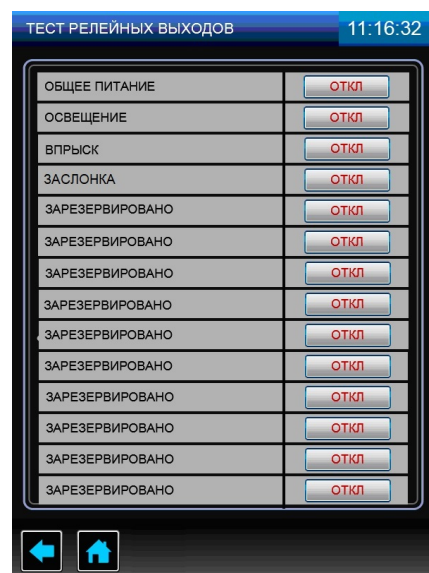 ТЕСТ РЕЛЕЙНЫХ ВЫХОДОВ 11:16:32
ОБЩЕЕ ПИТАНИЕ ОТКЛ
ОСВЕЩЕНИЕ ОТКЛ
ВПРЫСК ОТКЛ
ЗАСЛОНКА ОТКЛ
ЗАРЕЗЕРВИРОВАНО ОТКЛ
ЗАРЕЗЕРВИРОВАНО ОТКЛ
ЗАРЕЗЕРВИРОВАНО ОТКЛ
ЗАРЕЗЕРВИРОВАНО ОТКЛ
ЗАРЕЗЕРВИРОВАНО ОТКЛ
ЗАРЕЗЕРВИРОВАНО ОТКЛ
ЗАРЕЗЕРВИРОВАНО ОТКЛ
ЗАРЕЗЕРВИРОВАНО ОТКЛ
ЗАРЕЗЕРВИРОВАНО ОТКЛ
ЗАРЕЗЕРВИРОВАНО ОТКЛ